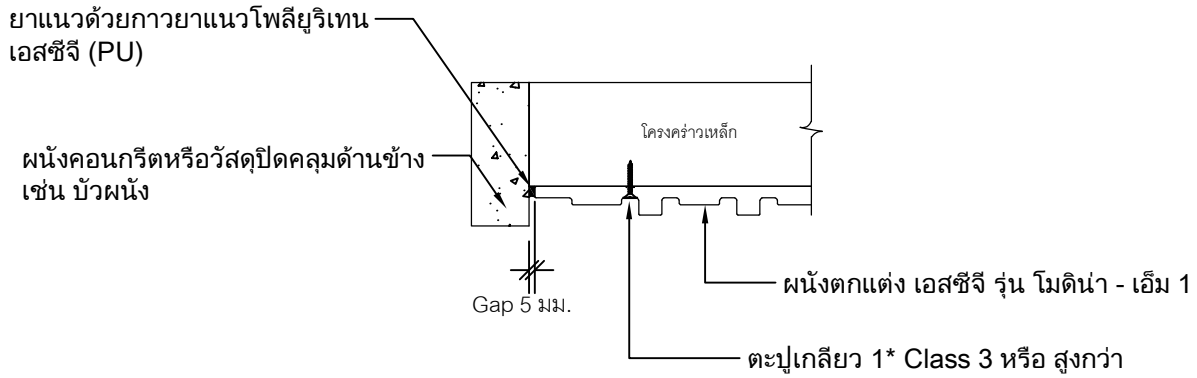 ยาแนวด้วยกาวยาแนวโพลียูริเทน
เอสซีจี (PU)
โครงคร่าวเหล็ก
ผนังคอนกรีตหรือวัสดุปิดคลุมด้านข้าง
เช่น บัวผนัง
ผนังตกแต่ง เอสซีจี รุ่น โมดิน่า - เอ็ม 1
Gap 5 มม.
ตะปูเกลียว 1* Class 3 หรือ สูงกว่า